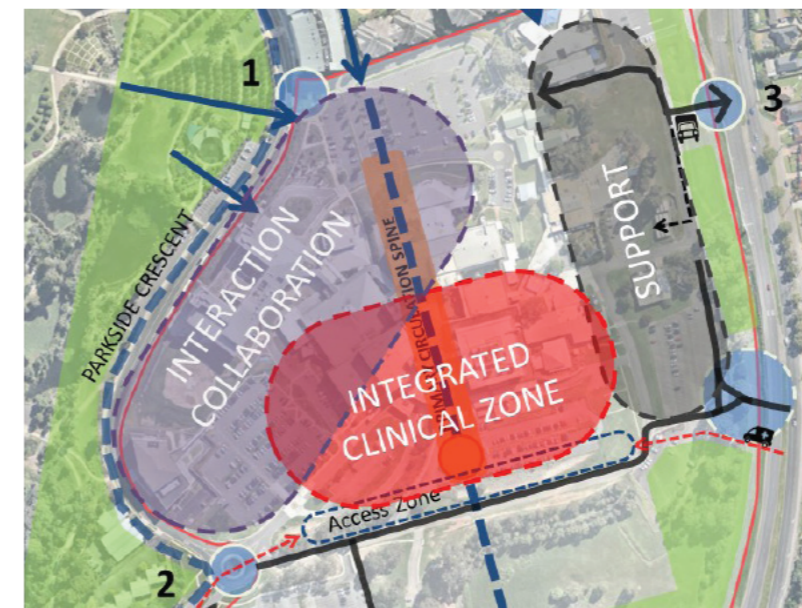 1
3
PARKSIDE CRESCENT
INTERACTION
COLLABORATION
CIRCULATION SPINE
SUPPORT
INTEGRATED
CLINICAL ZONE
Access Zone
2